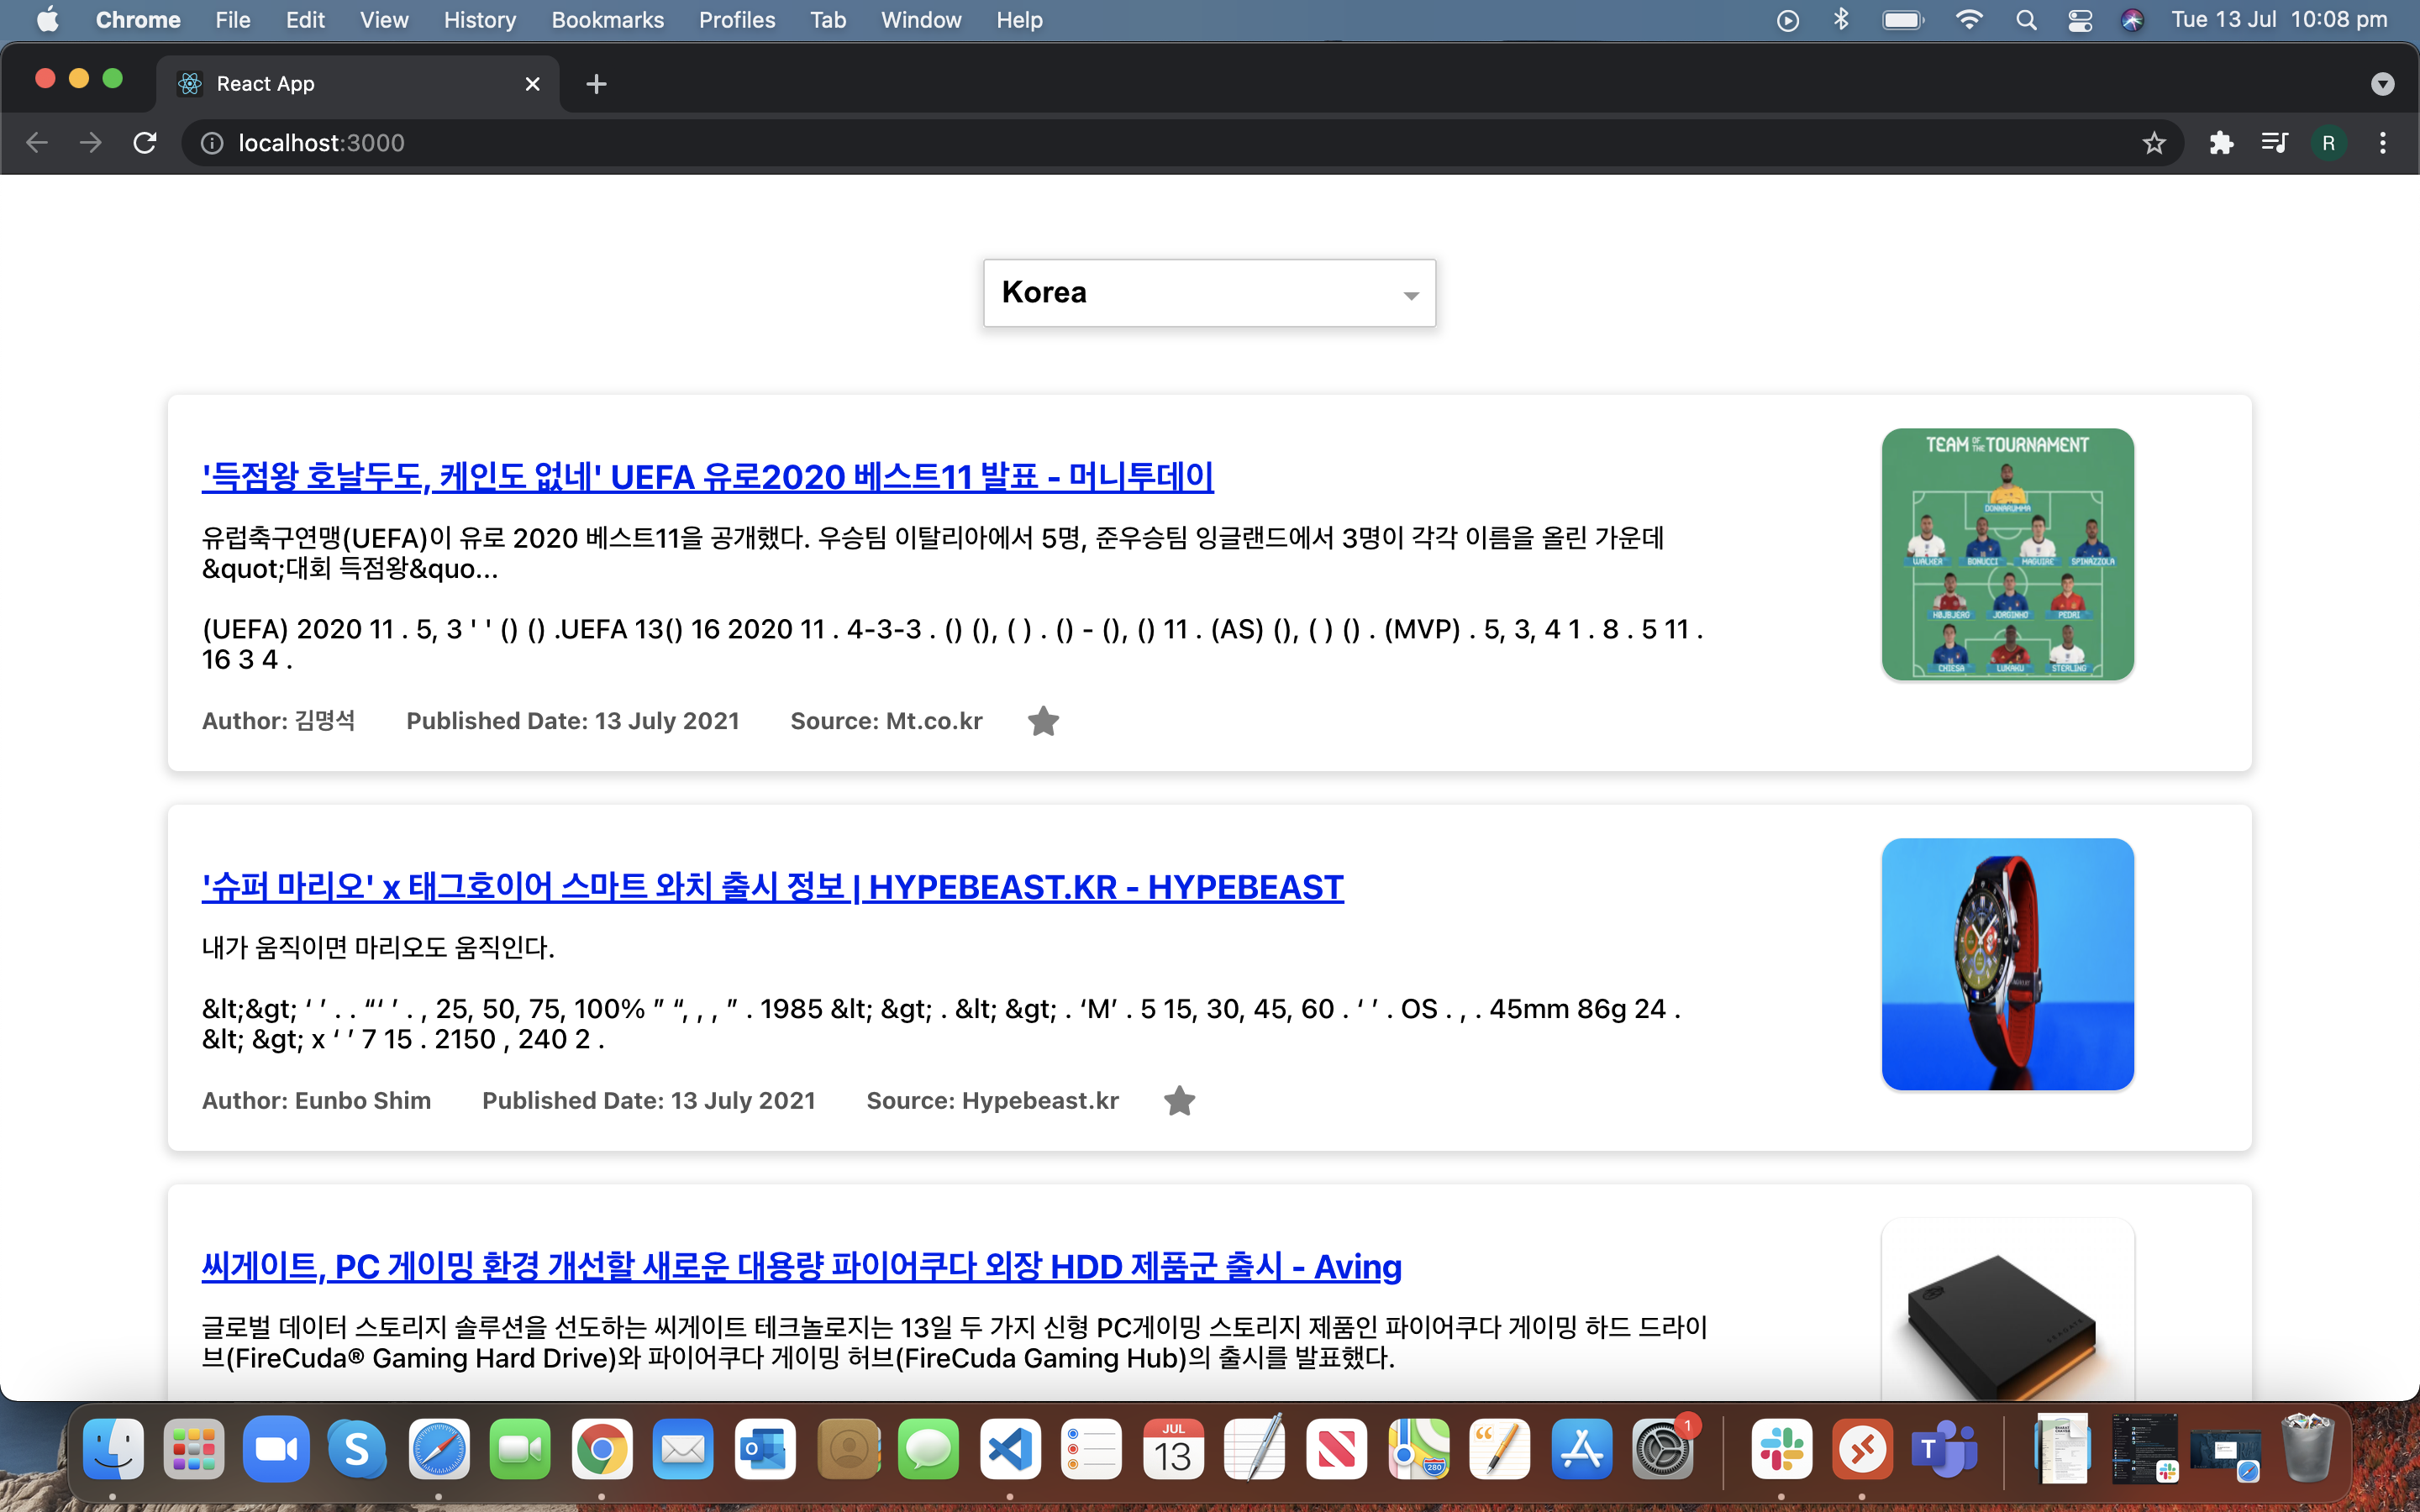 Chrome File Edit View History Bookmarks Profiles Tab Window Help Tue 13 Jul 10:08 pm
React App
localhost:3000
R
Korea
'득점왕 호날두도, 케인도 없네' UEFA 유로2020 베스트11 발표 - 머니투데이
유럽축구연맹(UEFA)이 유로 2020 베스트11을 공개했다. 우승팀 이탈리아에서 5명, 준우승팀 잉글랜드에서 3명이 각각 이름을 올린 가운데
&quot;대회 득점왕&quo...
(UEFA) 2020 11 . 5, 3 ' ' () () .UEFA 13() 16 2020 11 . 4-3-3 . () (), ( ) . () - (), () 11 . (AS) (), ( ) () . (MVP) . 5, 3, 4 1 . 8 . 5 11 .
16 3 4 .
Author: 김명석 Published Date: 13 July 2021 Source: Mt.co.kr
TEAM OF THE TOURNAMENT
DONNARUMMA
WALKER BONUCCI MAGUIRE SPINAZZOLA
HØJBJERG JORGINHO PEDRI
CHIESA LUKAKU STERLING
'슈퍼 마리오' x 태그호이어 스마트 와치 출시 정보 | HYPEBEAST.KR - HYPEBEAST
내가 움직이면 마리오도 움직인다.
&lt;&gt; ‘ ’ . . “‘ ’ . , 25, 50, 75, 100% ” “, , , ” . 1985 &lt; &gt; . &lt; &gt; . ‘M’ . 5 15, 30, 45, 60 . ‘ ’ . OS . , . 45mm 86g 24 .
&lt; &gt; x ‘ ’ 7 15 . 2150 , 240 2 .
Author: Eunbo Shim Published Date: 13 July 2021 Source: Hypebeast.kr
씨게이트, PC 게이밍 환경 개선할 새로운 대용량 파이어쿠다 외장 HDD 제품군 출시 - Aving
글로벌 데이터 스토리지 솔루션을 선도하는 씨게이트 테크놀로지는 13일 두 가지 신형 PC게이밍 스토리지 제품인 파이어쿠다 게이밍 하드 드라이
브(FireCuda® Gaming Hard Drive)와 파이어쿠다 게이밍 허브(FireCuda Gaming Hub)의 출시를 발표했다.
SEAGATE
JUL
13
280
1